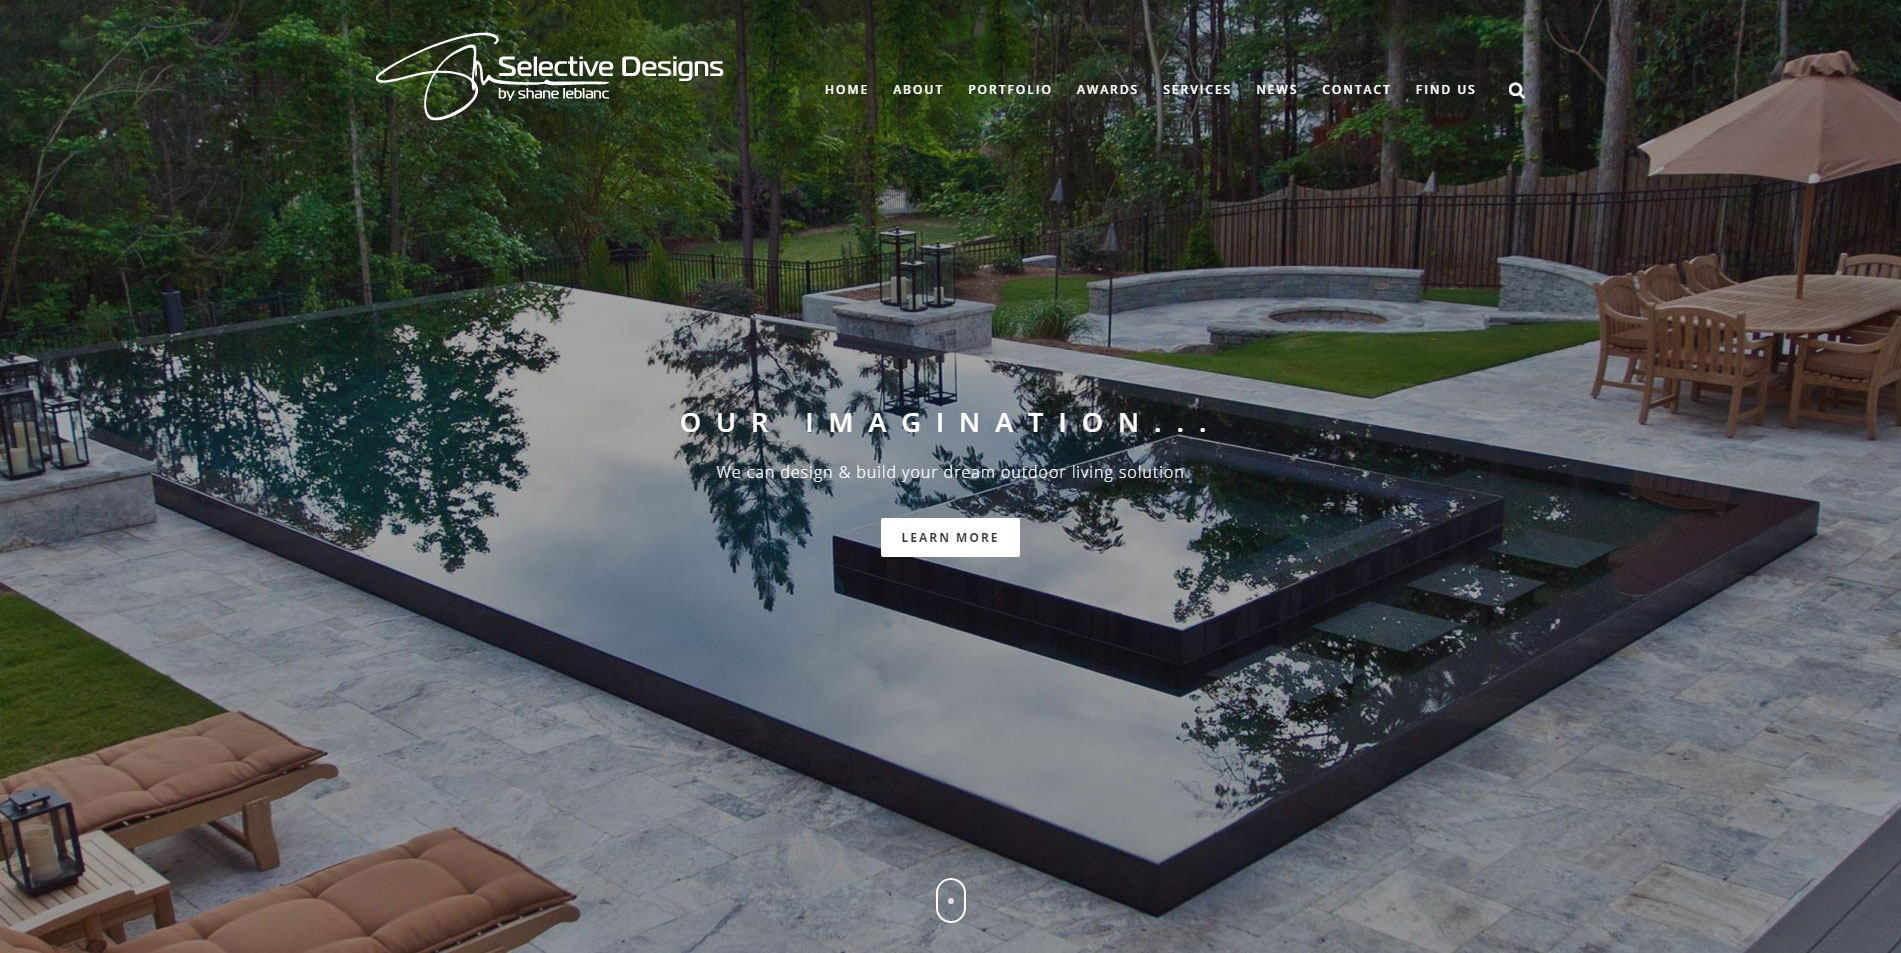 Selective Designs
by shane leblanc
HOME ABOUT PORTFOLIO AWARDS SERVICES NEWS CONTACT FIND US
OUR IMAGINATION...
We can design & build your dream outdoor living solution.
LEARN MORE